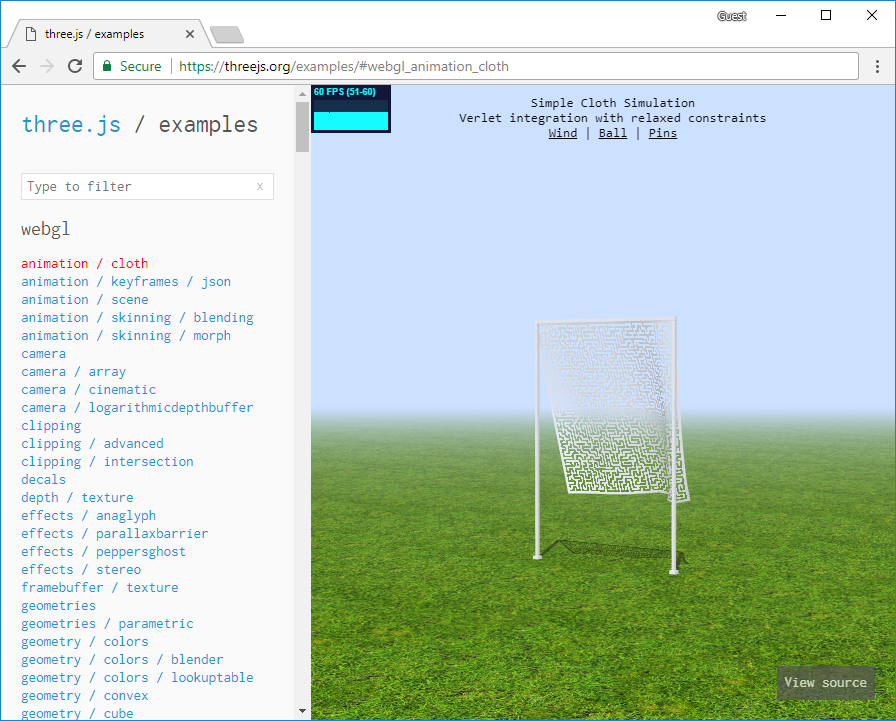 Guest
three.js / examples
Secure https://threejs.org/examples/#webgl_animation_cloth
three.js / examples
Type to filter x
webgl
animation / cloth
animation / keyframes / json
animation / scene
animation / skinning / blending
animation / skinning / morph
camera
camera / array
camera / cinematic
camera / logarithmicdepthbuffer
clipping
clipping / advanced
clipping / intersection
decals
depth / texture
effects / anaglyph
effects / parallaxbarrier
effects / peppersghost
effects / stereo
framebuffer / texture
geometries
geometries / parametric
geometry / colors
geometry / colors / blender
geometry / colors / lookuptable
geometry / convex
geometry / cube
60 FPS (51-60)
Simple Cloth Simulation
Verlet integration with relaxed constraints
Wind | Ball | Pins
View source